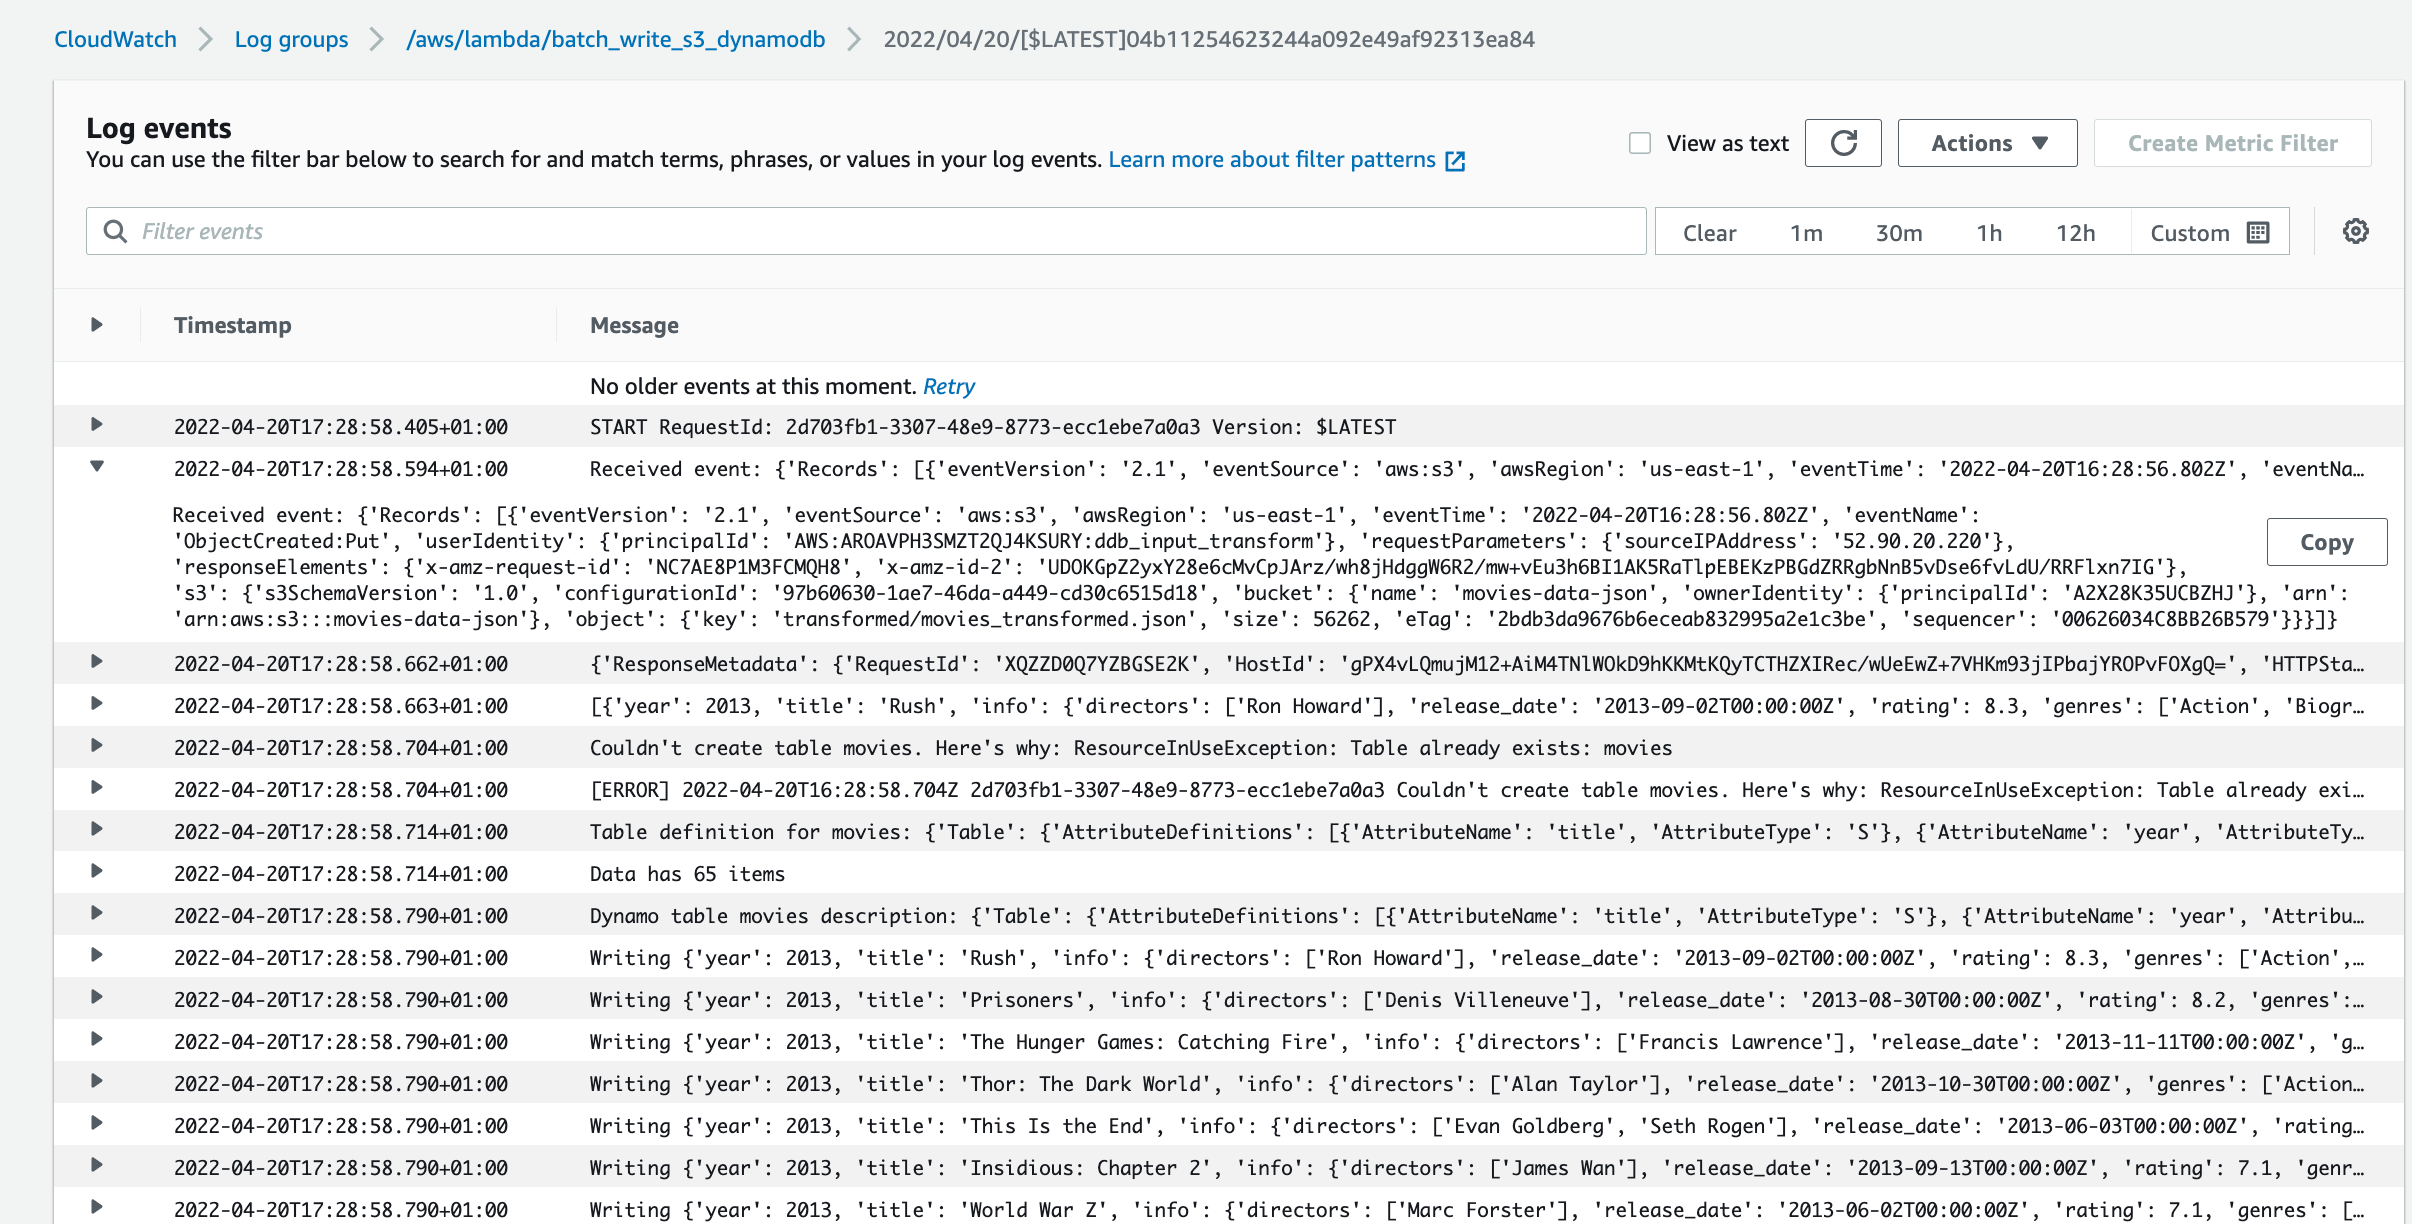 CloudWatch > Log groups > /aws/lambda/batch_write_s3_dynamodb > 2022/04/20/[$LATEST]04b11254623244a092e49af92313ea84
Log events
You can use the filter bar below to search for and match terms, phrases, or values in your log events. Learn more about filter patterns
View as text
Actions
Create Metric Filter
Filter events
Clear 1m 30m 1h 12h Custom
Timestamp Message
No older events at this moment. Retry
2022-04-20T17:28:58.405+01:00 START RequestId: 2d703fb1-3307-48e9-8773-ecc1ebe7a0a3 Version: $LATEST
2022-04-20T17:28:58.594+01:00 Received event: {'Records': [{'eventVersion': '2.1', 'eventSource': 'aws:s3', 'awsRegion': 'us-east-1', 'eventTime': '2022-04-20T16:28:56.802Z', 'eventNa…
Received event: {'Records': [{'eventVersion': '2.1', 'eventSource': 'aws:s3', 'awsRegion': 'us-east-1', 'eventTime': '2022-04-20T16:28:56.802Z', 'eventName':
'ObjectCreated:Put', 'userIdentity': {'principalId': 'AWS:AROAVPH3SMZT2QJ4KSURY:ddb_input_transform'}, 'requestParameters': {'sourceIPAddress': '52.90.20.220'},
'responseElements': {'x-amz-request-id': 'NC7AE8P1M3FCMQH8', 'x-amz-id-2': 'UDOKGpZ2yxY28e6cMvCpJArz/wh8jHdggW6R2/mw+vEu3h6BI1AK5RaTlpEBEKzPBGdZRRgbNnB5vDse6fvLdU/RRFlxn7IG'},
's3': {'s3SchemaVersion': '1.0', 'configurationId': '97b60630-1ae7-46da-a449-cd30c6515d18', 'bucket': {'name': 'movies-data-json', 'ownerIdentity': {'principalId': 'A2X28K35UCBZHJ'}, 'arn':
'arn:aws:s3:::movies-data-json'}, 'object': {'key': 'transformed/movies_transformed.json', 'size': 56262, 'eTag': '2bdb3da9676b6eceab832995a2e1c3be', 'sequencer': '00626034C8BB26B579'}}}]}
Copy
2022-04-20T17:28:58.662+01:00 {'ResponseMetadata': {'RequestId': 'XQZZD0Q7YZBGSE2K', 'HostId': 'gPX4vLQmujM12+AiM4TNlWOkD9hKKMtKQyTCTHZXIRec/wUeEwZ+7VHKm93jIPbajYROPvFOXgQ=', 'HTTPSta…
2022-04-20T17:28:58.663+01:00 [{'year': 2013, 'title': 'Rush', 'info': {'directors': ['Ron Howard'], 'release_date': '2013-09-02T00:00:00Z', 'rating': 8.3, 'genres': ['Action', 'Biogr…
2022-04-20T17:28:58.704+01:00 Couldn't create table movies. Here's why: ResourceInUseException: Table already exists: movies
2022-04-20T17:28:58.704+01:00 [ERROR] 2022-04-20T16:28:58.704Z 2d703fb1-3307-48e9-8773-ecc1ebe7a0a3 Couldn't create table movies. Here's why: ResourceInUseException: Table already exi…
2022-04-20T17:28:58.714+01:00 Table definition for movies: {'Table': {'AttributeDefinitions': [{'AttributeName': 'title', 'AttributeType': 'S'}, {'AttributeName': 'year', 'AttributeTy…
2022-04-20T17:28:58.714+01:00 Data has 65 items
2022-04-20T17:28:58.790+01:00 Dynamo table movies description: {'Table': {'AttributeDefinitions': [{'AttributeName': 'title', 'AttributeType': 'S'}, {'AttributeName': 'year', 'Attribu…
2022-04-20T17:28:58.790+01:00 Writing {'year': 2013, 'title': 'Rush', 'info': {'directors': ['Ron Howard'], 'release_date': '2013-09-02T00:00:00Z', 'rating': 8.3, 'genres': ['Action',…
2022-04-20T17:28:58.790+01:00 Writing {'year': 2013, 'title': 'Prisoners', 'info': {'directors': ['Denis Villeneuve'], 'release_date': '2013-08-30T00:00:00Z', 'rating': 8.2, 'genres':…
2022-04-20T17:28:58.790+01:00 Writing {'year': 2013, 'title': 'The Hunger Games: Catching Fire', 'info': {'directors': ['Francis Lawrence'], 'release_date': '2013-11-11T00:00:00Z', 'g…
2022-04-20T17:28:58.790+01:00 Writing {'year': 2013, 'title': 'Thor: The Dark World', 'info': {'directors': ['Alan Taylor'], 'release_date': '2013-10-30T00:00:00Z', 'genres': ['Action…
2022-04-20T17:28:58.790+01:00 Writing {'year': 2013, 'title': 'This Is the End', 'info': {'directors': ['Evan Goldberg', 'Seth Rogen'], 'release_date': '2013-06-03T00:00:00Z', 'rating…
2022-04-20T17:28:58.790+01:00 Writing {'year': 2013, 'title': 'Insidious: Chapter 2', 'info': {'directors': ['James Wan'], 'release_date': '2013-09-13T00:00:00Z', 'rating': 7.1, 'genr…
2022-04-20T17:28:58.790+01:00 Writing {'year': 2013, 'title': 'World War Z', 'info': {'directors': ['Marc Forster'], 'release_date': '2013-06-02T00:00:00Z', 'rating': 7.1, 'genres': […